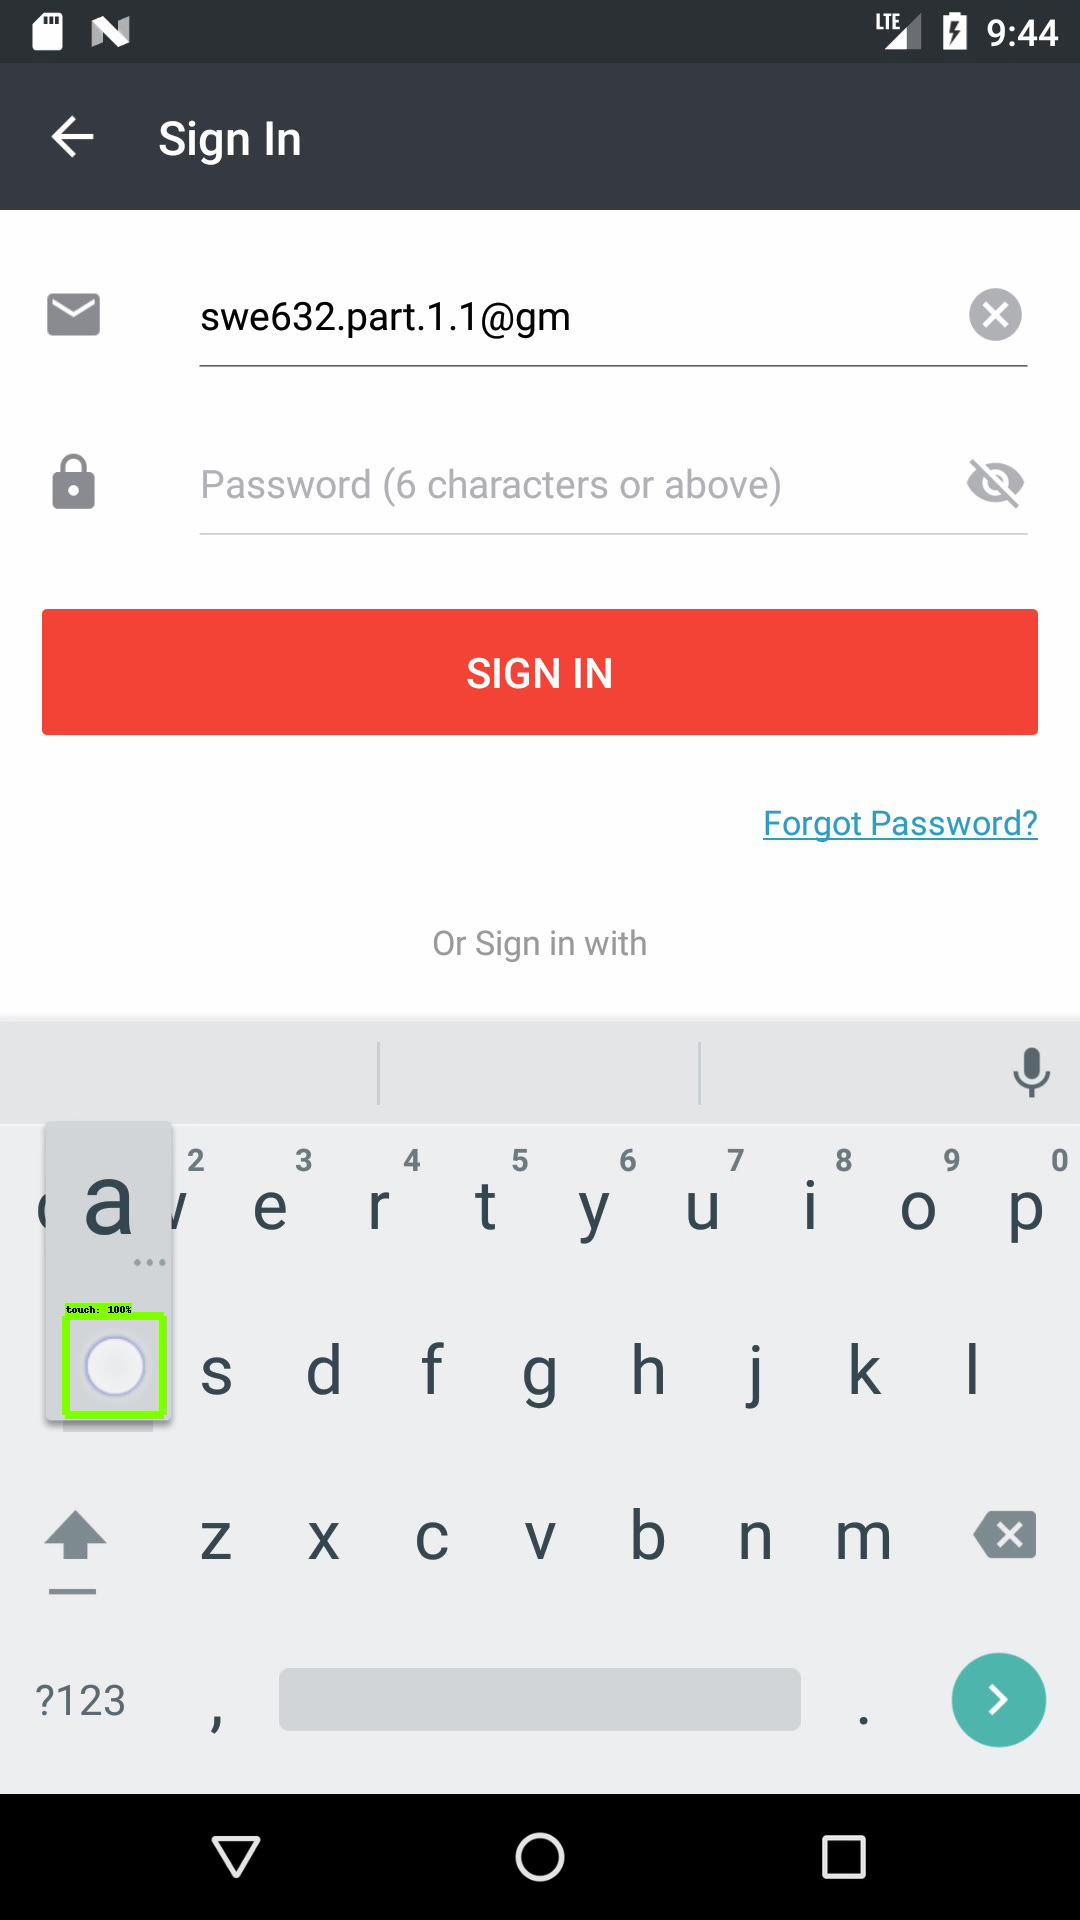 LTE 9:44
Sign In
swe632.part.1.1@gm
Password (6 characters or above)
SIGN IN
Forgot Password?
Or Sign in with
2 3 4 5 6 7 8 9 0
a e r t y u i o p
...
touch: 100%
s d f g h j k l
z x c v b n m
?123 , .